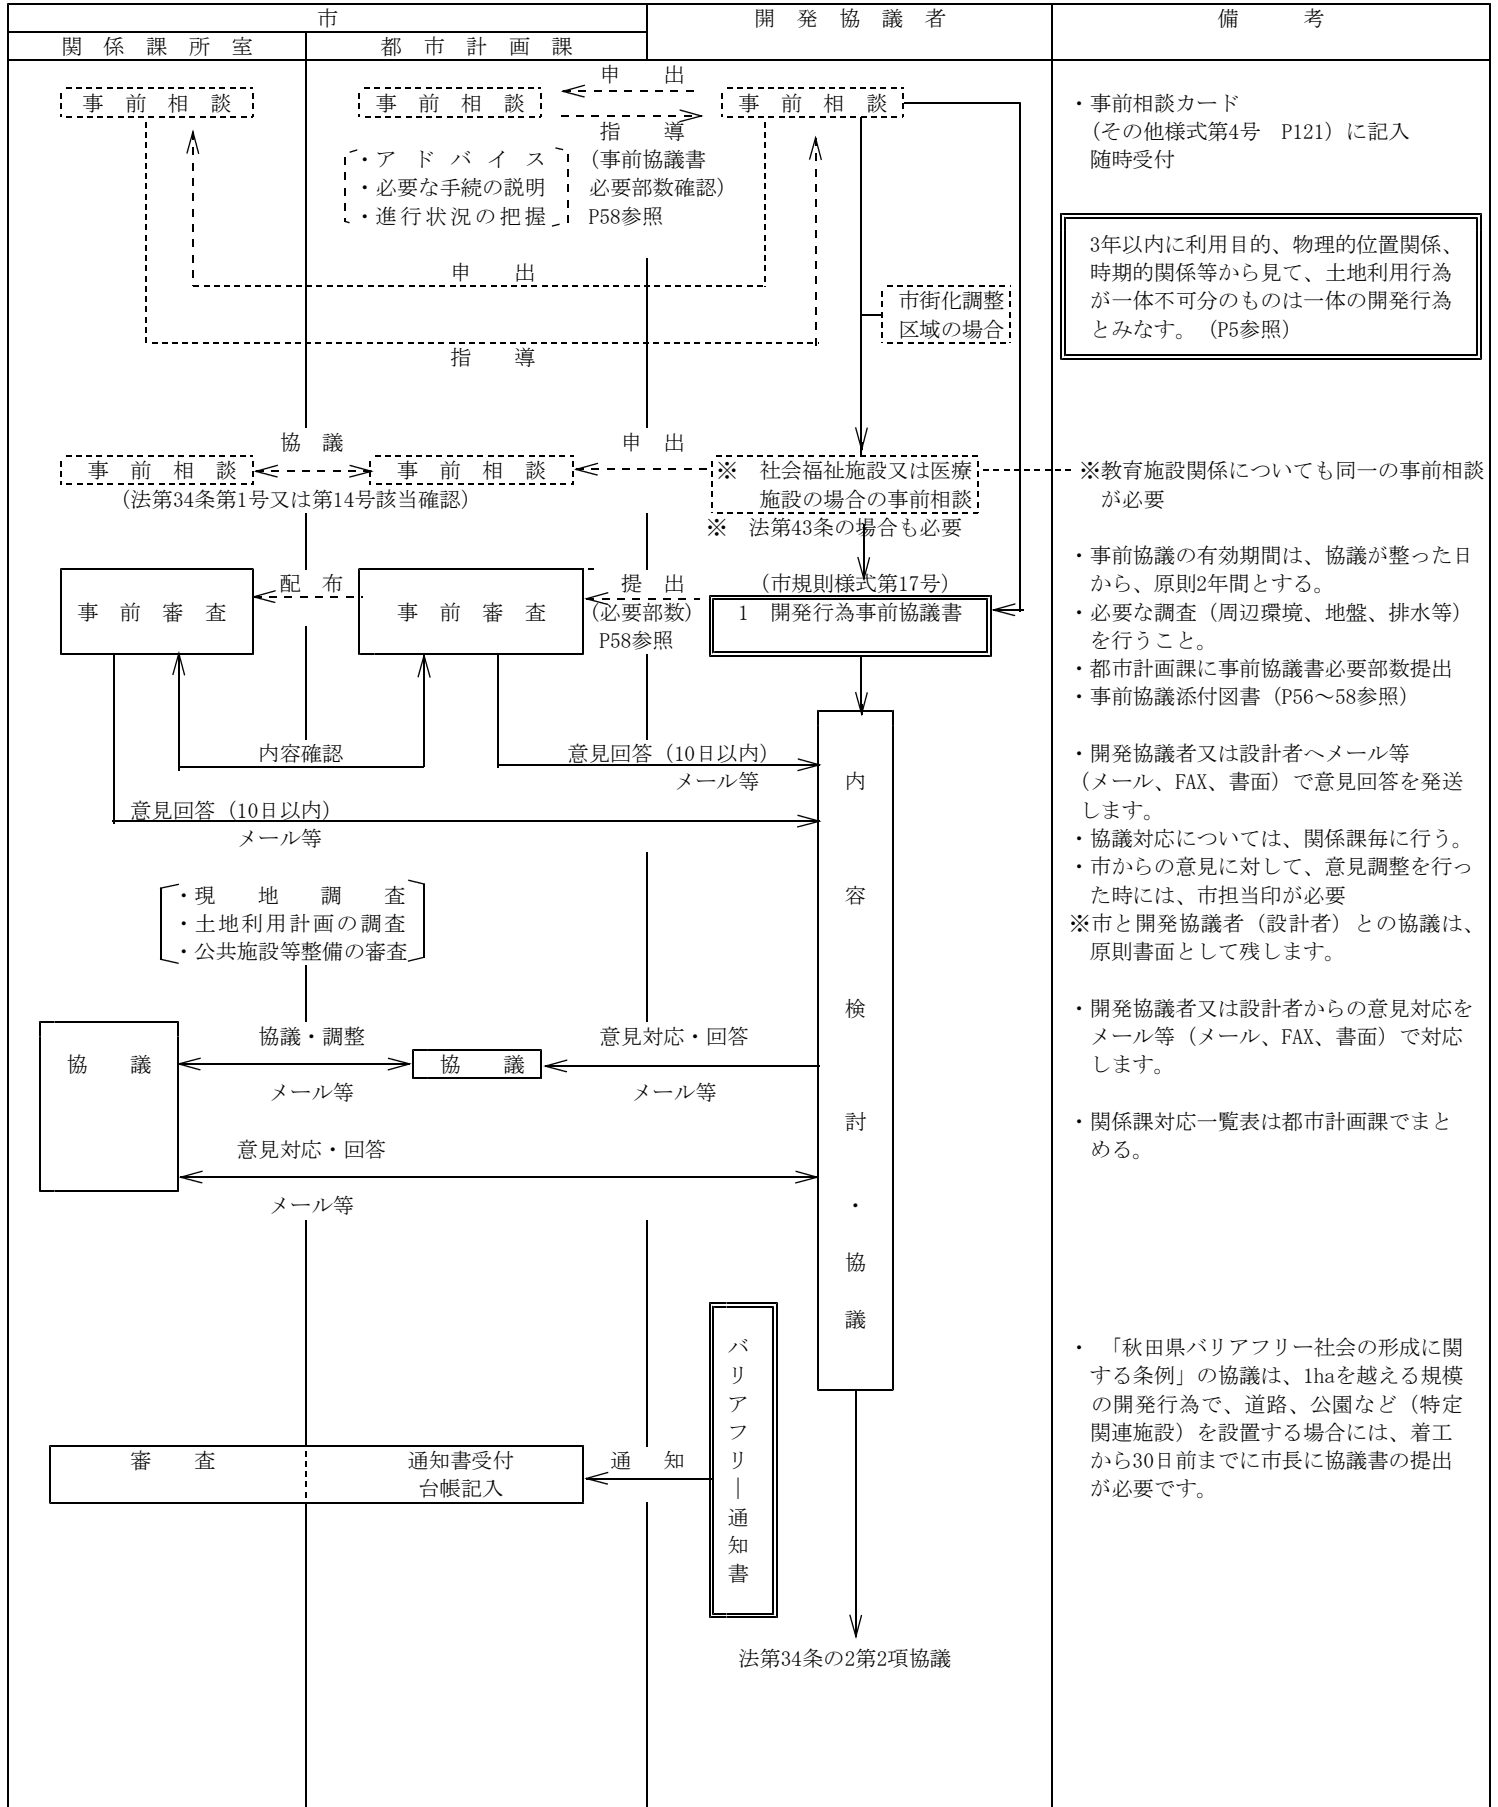 市
開発協議者
備考
関係課所室
都市計画課
申出
事前相談
事前相談
事前相談
指導
・アドバイス
・必要な手続の説明
・進行状況の把握
(事前協議書
必要部数確認)
P58参照
・事前相談カード
(その他様式第4号 P121) に記入
随時受付
3年以内に利用目的、物理的位置関係、
時期的関係等から見て、土地利用行為
が一体不可分のものは一体の開発行為
とみなす。 (P5参照)
申出
市街化調整
区域の場合
指導
協議
申出
事前相談
事前相談
※ 社会福祉施設又は医療
施設の場合の事前相談
(法第34条第1号又は第14号該当確認)
※ 法第43条の場合も必要
※教育施設関係についても同一の事前相談
が必要
配布
提出
(市規則様式第17号)
事前審査
事前審査
(必要部数)
P58参照
1 開発行為事前協議書
・事前協議の有効期間は、協議が整った日
から、原則2年間とする。
・必要な調査 (周辺環境、地盤、排水等)
を行うこと。
・都市計画課に事前協議書必要部数提出
・事前協議添付図書 (P56～58参照)
内容確認
意見回答 (10日以内)
メール等
意見回答 (10日以内)
メール等
内容検討・協議
・開発協議者又は設計者へメール等
(メール、FAX、書面) で意見回答を発送
します。
・協議対応については、関係課毎に行う。
・市からの意見に対して、意見調整を行っ
た時には、市担当印が必要
※市と開発協議者 (設計者) との協議は、
原則書面として残します。
・現地調査
・土地利用計画の調査
・公共施設等整備の審査
協議・調整
意見対応・回答
協議
協議
メール等
メール等
意見対応・回答
メール等
・開発協議者又は設計者からの意見対応を
メール等 (メール、FAX、書面) で対応
します。
・関係課対応一覧表は都市計画課でまと
める。
バリアフリー通知書
審査
通知書受付
台帳記入
通知
・ 「秋田県バリアフリー社会の形成に関
する条例」の協議は、1haを越える規模
の開発行為で、道路、公園など (特定
関連施設) を設置する場合には、着工
から30日前までに市長に協議書の提出
が必要です。
法第34条の2第2項協議